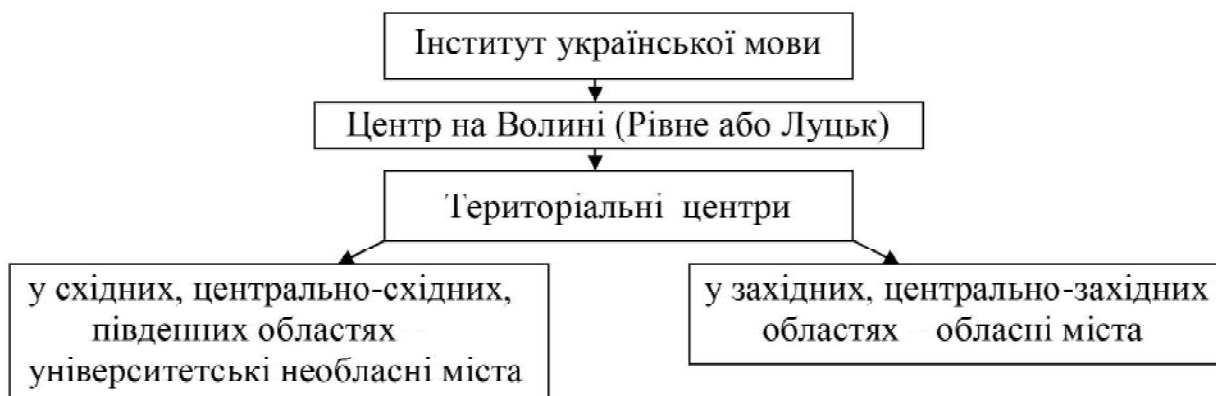 Інститут української мови
Центр на Волині (Рівне або Луцьк)
Територіальні центри
у східних, центрально-східних,
південних областях –
університетські необласні міста
у західних, центрально-західних
областях – обласні міста